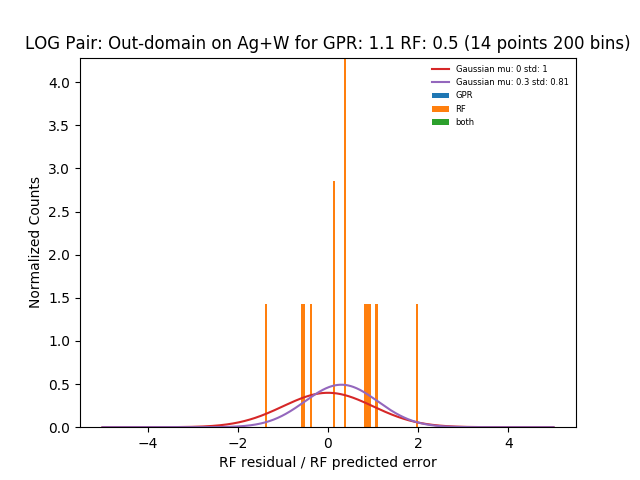 LOG Pair: Out-domain on Ag+W for GPR: 1.1 RF: 0.5 (14 points 200 bins)
Gaussian mu: 0 std: 1
Gaussian mu: 0.3 std: 0.81
GPR
RF
both
Normalized Counts
4.0
3.5
3.0
2.5
2.0
1.5
1.0
0.5
0.0
−4 −2 0 2 4
RF residual / RF predicted error